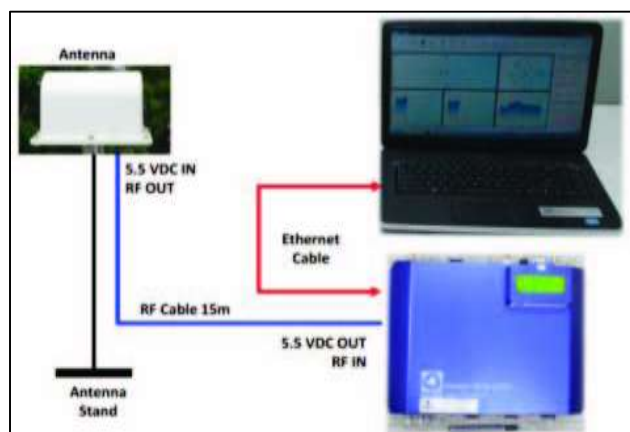 Antenna
5.5 VDC IN
RF OUT
Ethernet
Cable
RF Cable 15m
5.5 VDC OUT
RF IN
Antenna
Stand